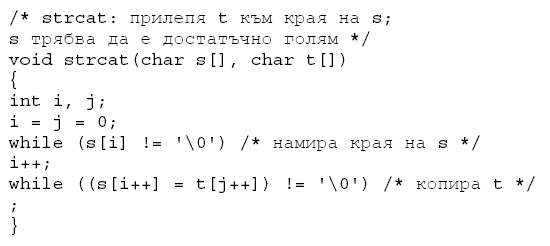 /* strcat: прилепя t към края на s;
s трябва да е достатъчно голям */
void strcat(char s[], char t[])
{
int i, j;
i = j = 0;
while (s[i] != '\0') /* намира края на s */
i++;
while ((s[i++] = t[j++]) != '\0') /* копира t */
;
}